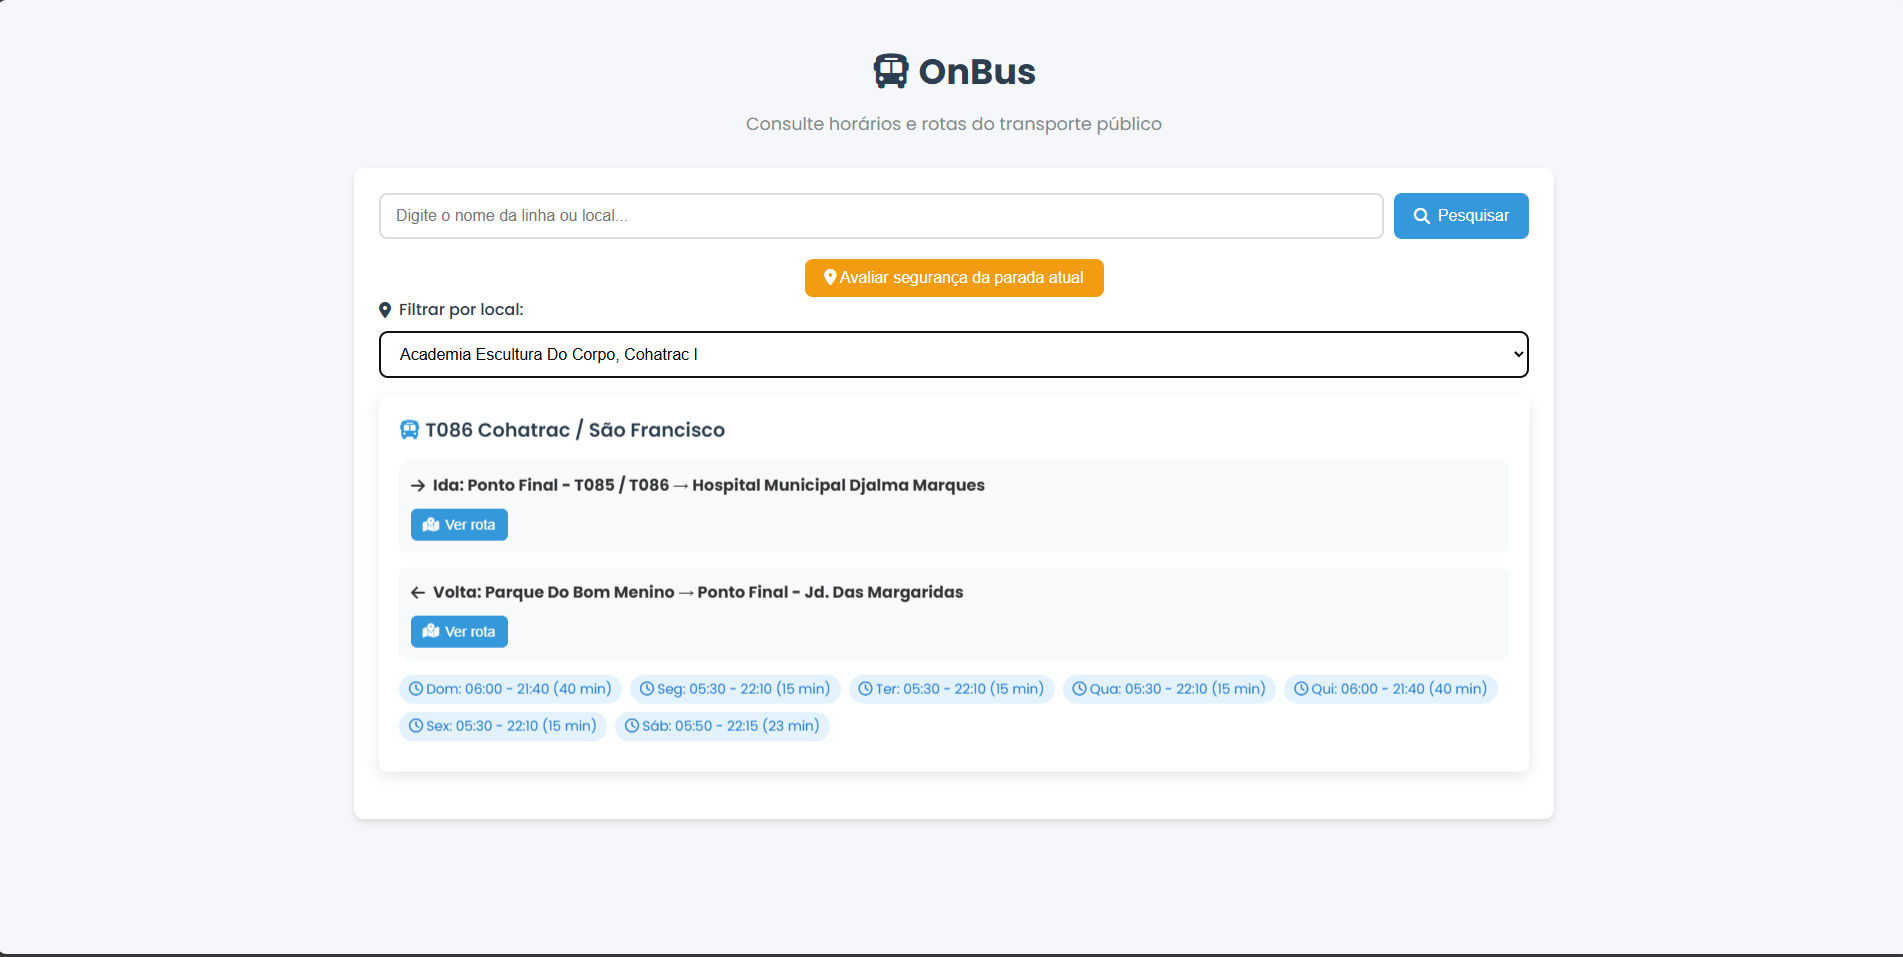 OnBus
Consulte horários e rotas do transporte público
Digite o nome da linha ou local...
Pesquisar
Avaliar segurança da parada atual
Filtrar por local:
Academia Escultura Do Corpo, Cohatrac I
T086 Cohatrac / São Francisco
→ Ida: Ponto Final - T085 / T086 → Hospital Municipal Djalma Marques
Ver rota
← Volta: Parque Do Bom Menino → Ponto Final - Jd. Das Margaridas
Ver rota
Dom: 06:00 - 21:40 (40 min) Seg: 05:30 - 22:10 (15 min) Ter: 05:30 - 22:10 (15 min) Qua: 05:30 - 22:10 (15 min) Qui: 06:00 - 21:40 (40 min)
Sex: 05:30 - 22:10 (15 min) Sáb: 05:50 - 22:15 (23 min)